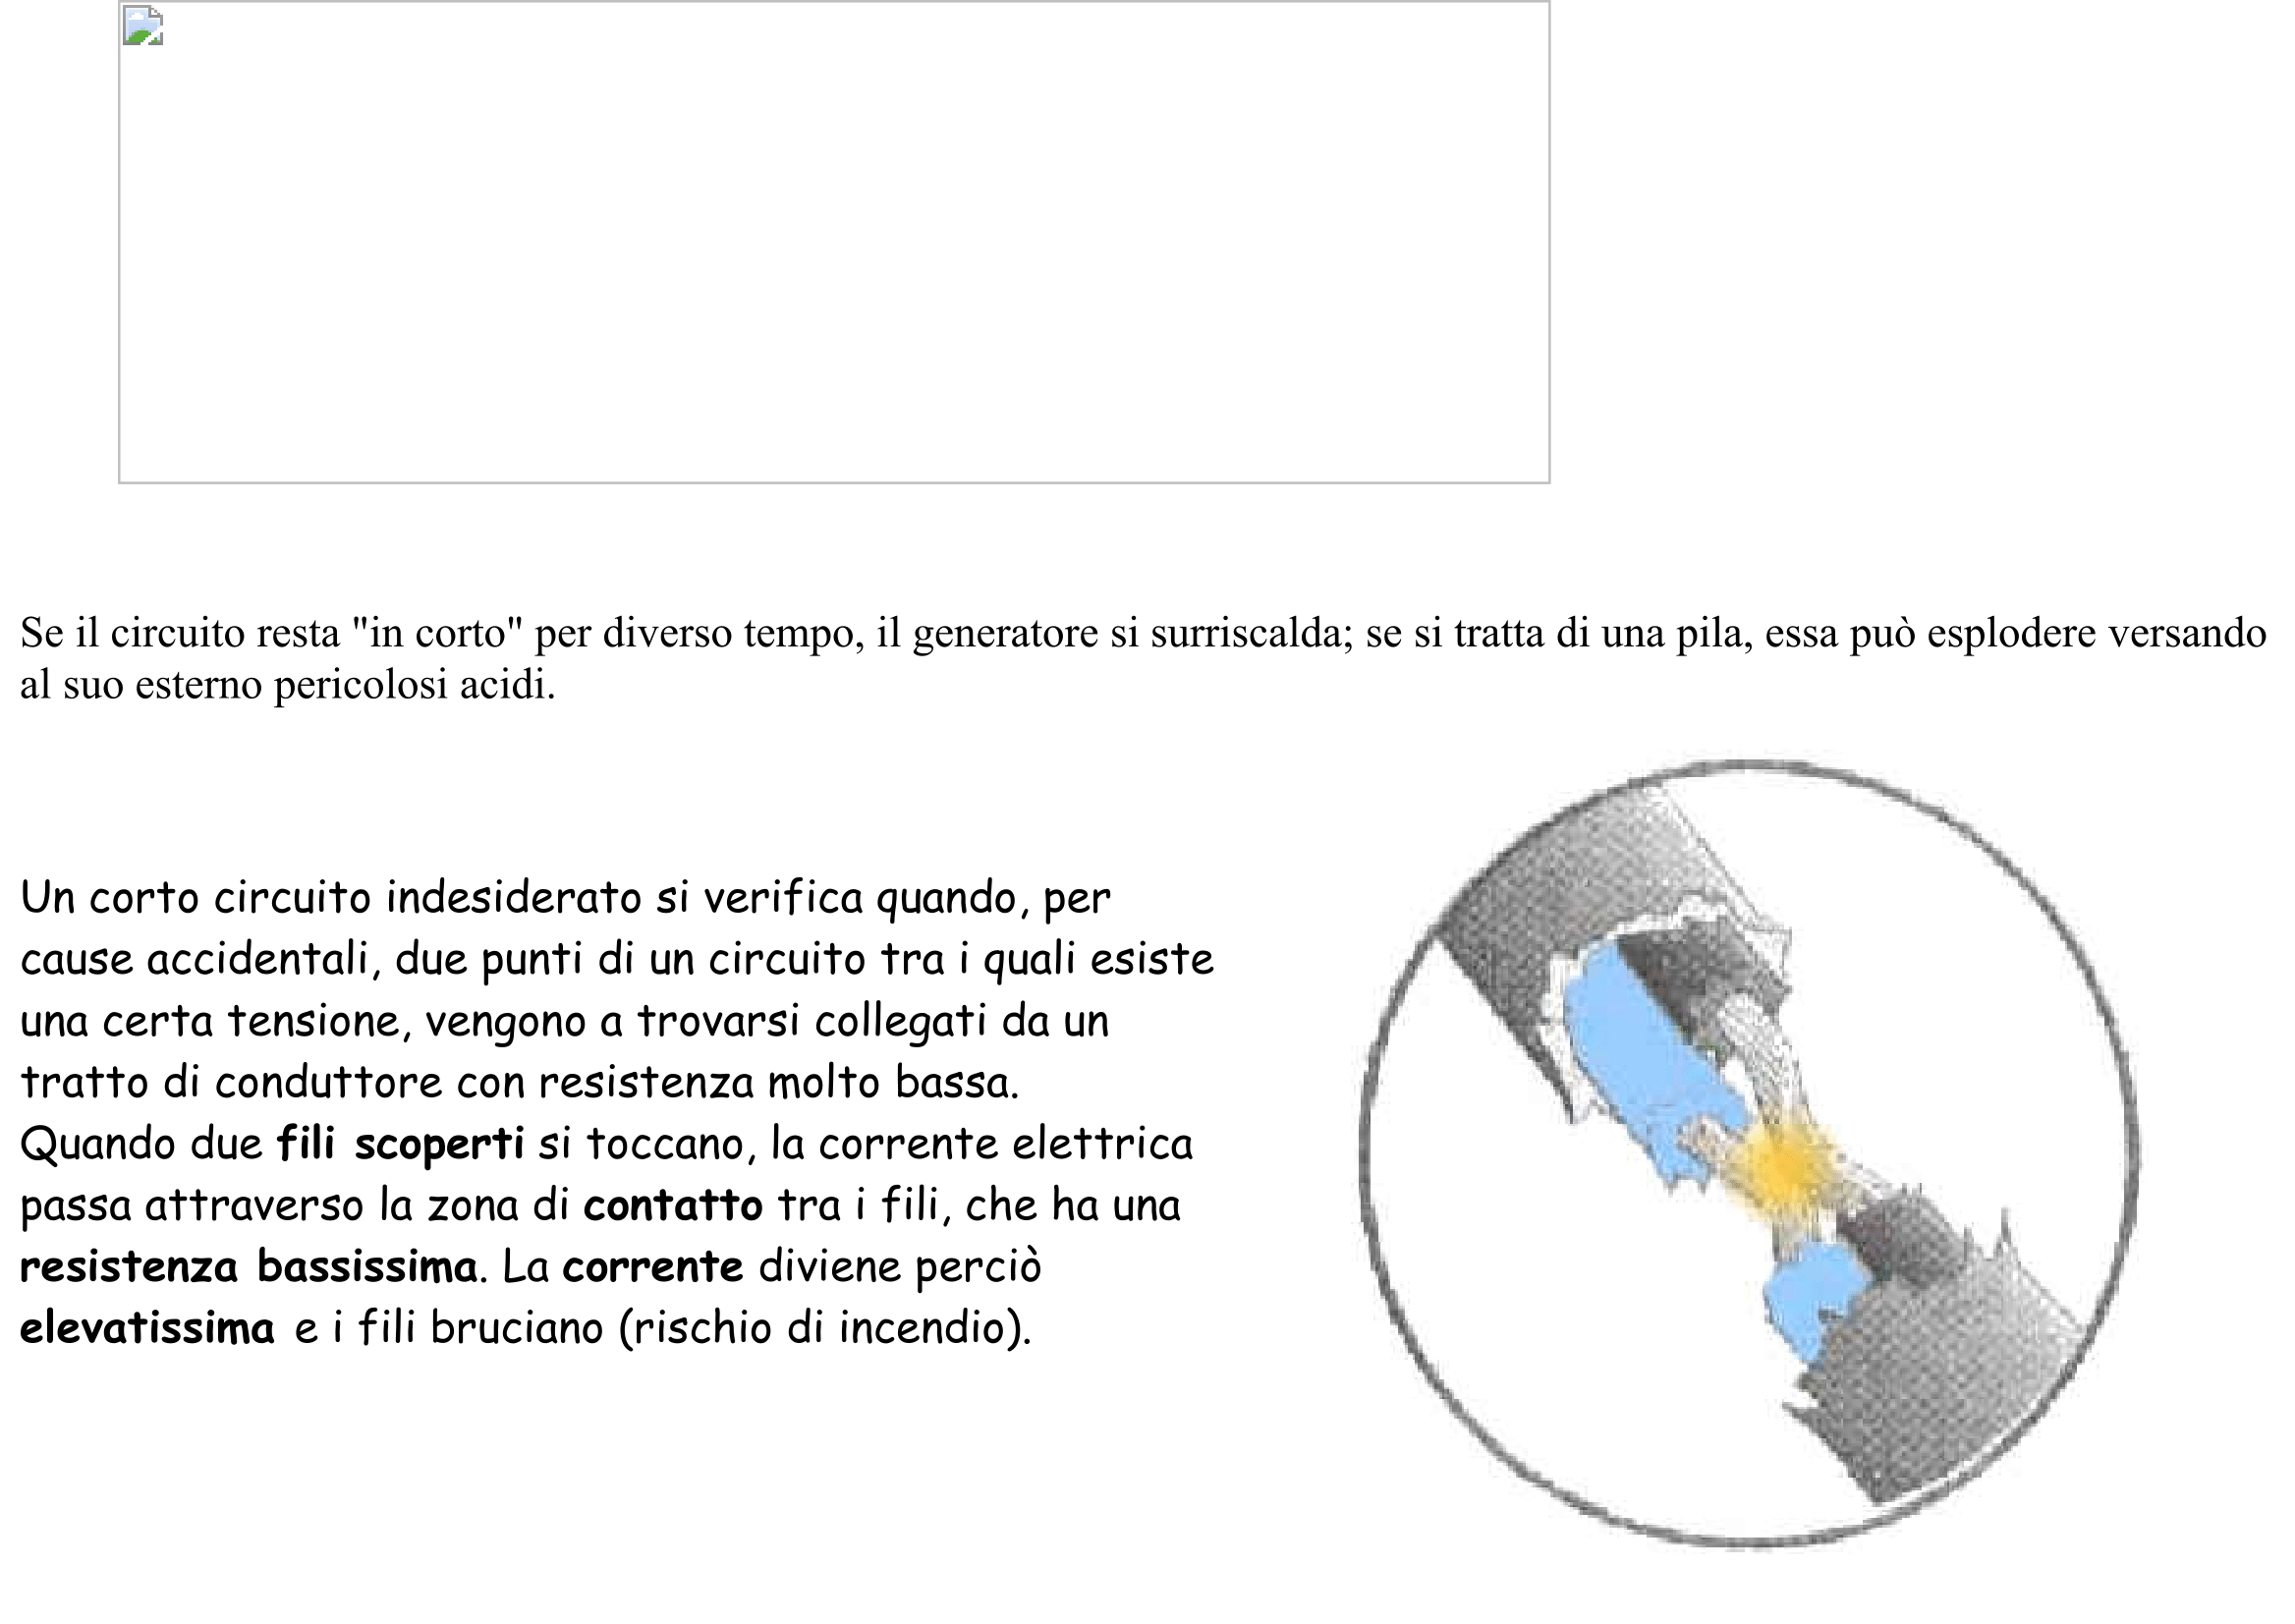 Se il circuito resta "in corto" per diverso tempo, il generatore si surriscalda; se si tratta di una pila, essa può esplodere versando
al suo esterno pericolosi acidi.
Un corto circuito indesiderato si verifica quando, per
cause accidentali, due punti di un circuito tra i quali esiste
una certa tensione, vengono a trovarsi collegati da un
tratto di conduttore con resistenza molto bassa.
Quando due fili scoperti si toccano, la corrente elettrica
passa attraverso la zona di contatto tra i fili, che ha una
resistenza bassissima. La corrente diviene perciò
elevatissima e i fili bruciano (rischio di incendio).